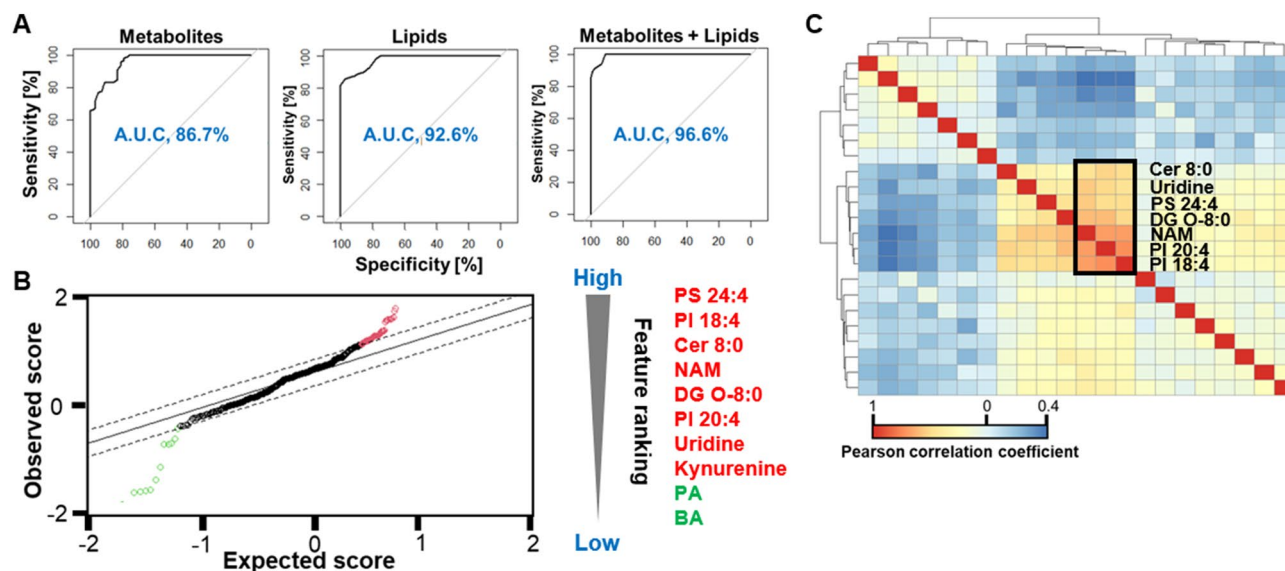 A
Metabolites
Lipids
Metabolites + Lipids
Sensitivity [%]
0 20 40 60 80 100
A.U.C, 86.7%
100 80 60 40 20 0
Sensitivity [%]
0 20 40 60 80 100
A.U.C, 92.6%
100 80 60 40 20 0
Sensitivity [%]
0 20 40 60 80 100
A.U.C, 96.6%
100 80 60 40 20 0
Specificity [%]
B
Observed score
2
0
-2
-2 -1 0 1 2
Expected score
High
Low
Feature ranking
PS 24:4
PI 18:4
Cer 8:0
NAM
DG O-8:0
PI 20:4
Uridine
Kynurenine
PA
BA
C
Cer 8:0
Uridine
PS 24:4
DG O-8:0
NAM
PI 20:4
PI 18:4
1 0 0.4
Pearson correlation coefficient